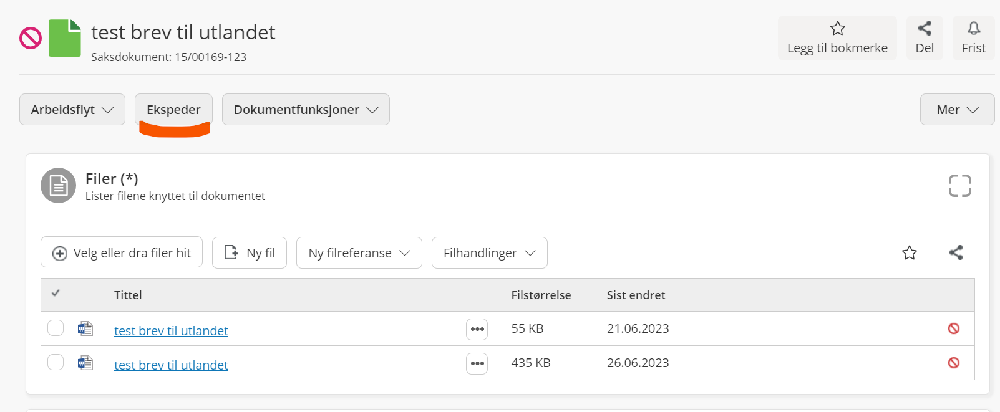 test brev til utlandet
Saksdokument: 15/00169-123
Legg til bokmerke
Del
Frist
Arbeidsflyt
Ekspeder
Dokumentfunksjoner
Mer
Filer (*)
Lister filene knyttet til dokumentet
Velg eller dra filer hit
Ny fil
Ny filreferanse
Filhandlinger
Tittel Filstørrelse Sist endret
test brev til utlandet 55 KB 21.06.2023
test brev til utlandet 435 KB 26.06.2023